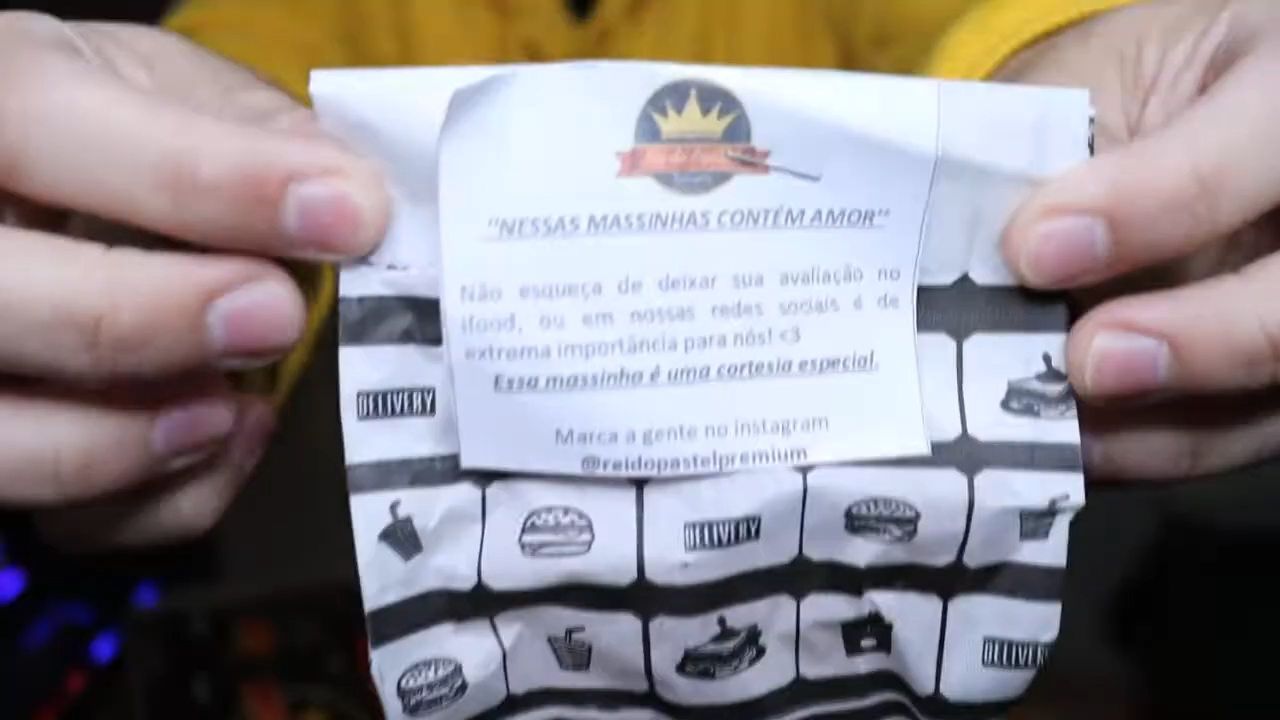 "NESSAS MASSINHAS CONTÉM AMOR"
Não esqueça de deixar sua avaliação no
ifood, ou em nossas redes sociais é de
extrema importância para nós! <3
Essa massinha é uma cortesia especial.
Marca a gente no instagram
@reidopastelpremium
DELIVERY
DELIVERY
DELIVERY